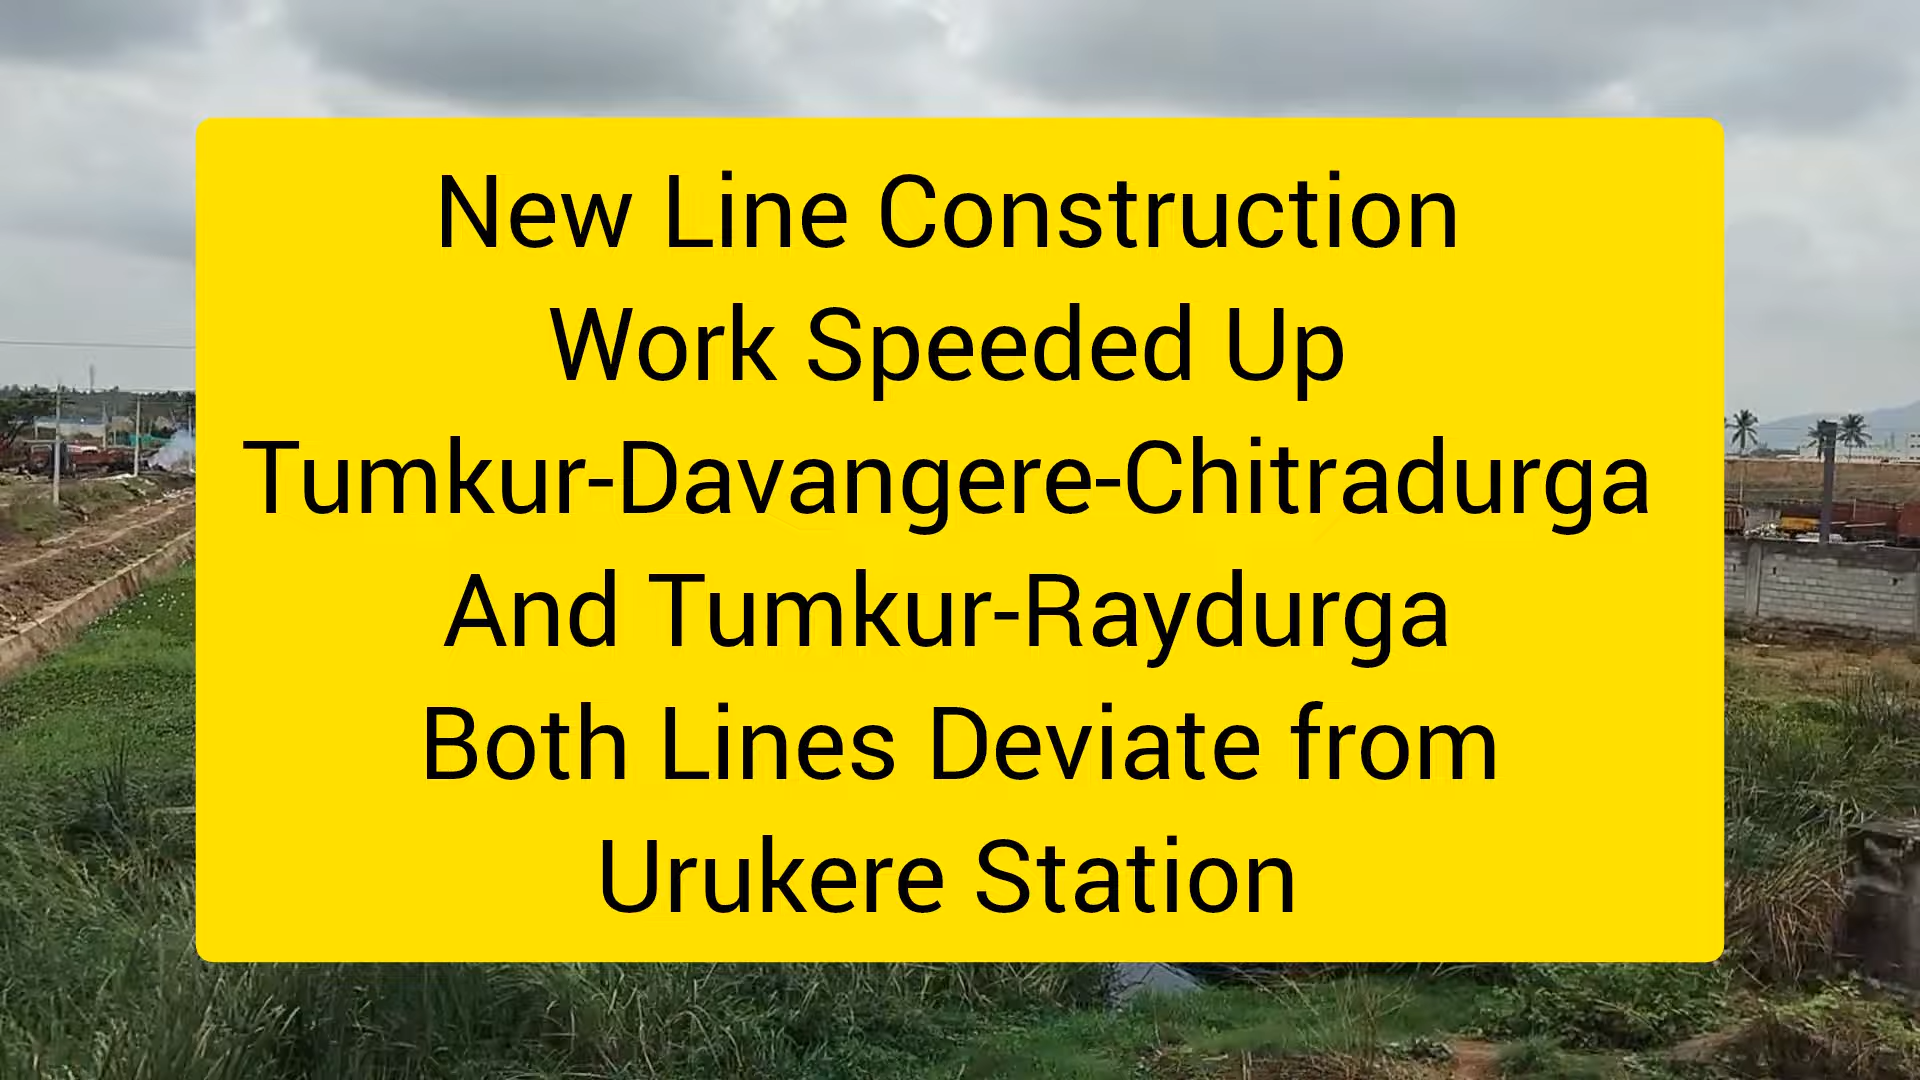 New Line Construction
Work Speeded Up
Tumkur-Davangere-Chitradurga
And Tumkur-Raydurga
Both Lines Deviate from
Urukere Station